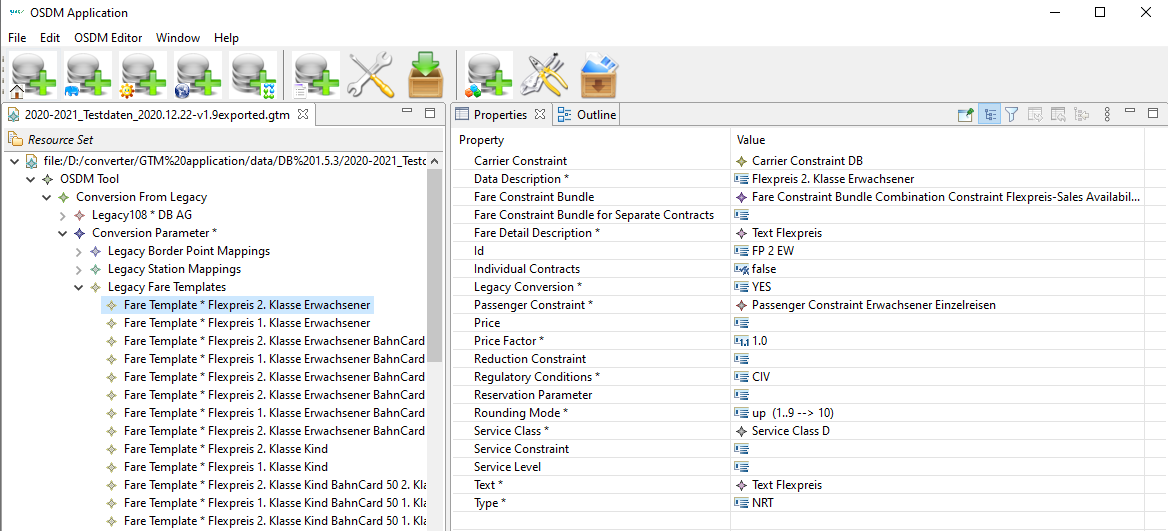 OSDM Application
File Edit OSDM Editor Window Help
2020-2021_Testdaten_2020.12.22-v1.9exported.gtm
Resource Set
file:/D:/converter/GTM%20application/data/DB%201.5.3/2020-2021_Testc
OSDM Tool
Conversion From Legacy
Legacy108 * DB AG
Conversion Parameter *
Legacy Border Point Mappings
Legacy Station Mappings
Legacy Fare Templates
Fare Template * Flexpreis 2. Klasse Erwachsener
Fare Template * Flexpreis 1. Klasse Erwachsener
Fare Template * Flexpreis 2. Klasse Erwachsener BahnCard
Fare Template * Flexpreis 1. Klasse Erwachsener BahnCard
Fare Template * Flexpreis 2. Klasse Erwachsener BahnCard
Fare Template * Flexpreis 2. Klasse Erwachsener BahnCard
Fare Template * Flexpreis 1. Klasse Erwachsener BahnCard
Fare Template * Flexpreis 2. Klasse Erwachsener BahnCard
Fare Template * Flexpreis 2. Klasse Kind
Fare Template * Flexpreis 1. Klasse Kind
Fare Template * Flexpreis 2. Klasse Kind BahnCard 50 2. Kla
Fare Template * Flexpreis 1. Klasse Kind BahnCard 50 1. Kla
Fare Template * Flexpreis 2. Klasse Kind BahnCard 50 1. Kla
Properties Outline
Property Value
Carrier Constraint Carrier Constraint DB
Data Description * Flexpreis 2. Klasse Erwachsener
Fare Constraint Bundle Fare Constraint Bundle Combination Constraint Flexpreis-Sales Availabil...
Fare Constraint Bundle for Separate Contracts
Fare Detail Description * Text Flexpreis
Id FP 2 EW
Individual Contracts false
Legacy Conversion * YES
Passenger Constraint * Passenger Constraint Erwachsener Einzelreisen
Price
Price Factor * 1.0
Reduction Constraint
Regulatory Conditions * CIV
Reservation Parameter
Rounding Mode * up (1..9 --> 10)
Service Class * Service Class D
Service Constraint
Service Level
Text * Text Flexpreis
Type * NRT